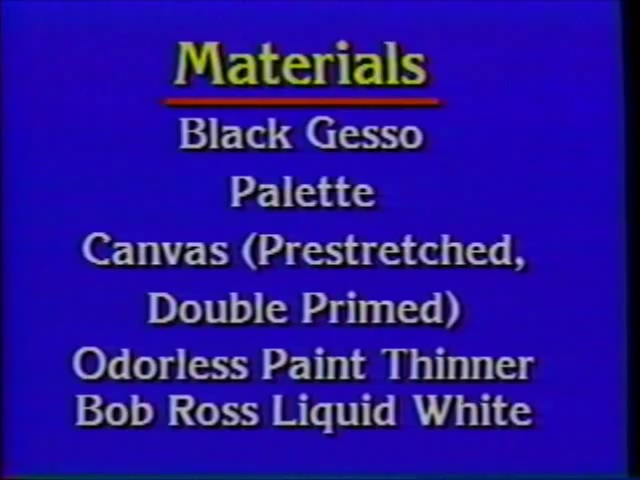 Materials
Black Gesso
Palette
Canvas (Prestretched,
Double Primed)
Odorless Paint Thinner
Bob Ross Liquid White